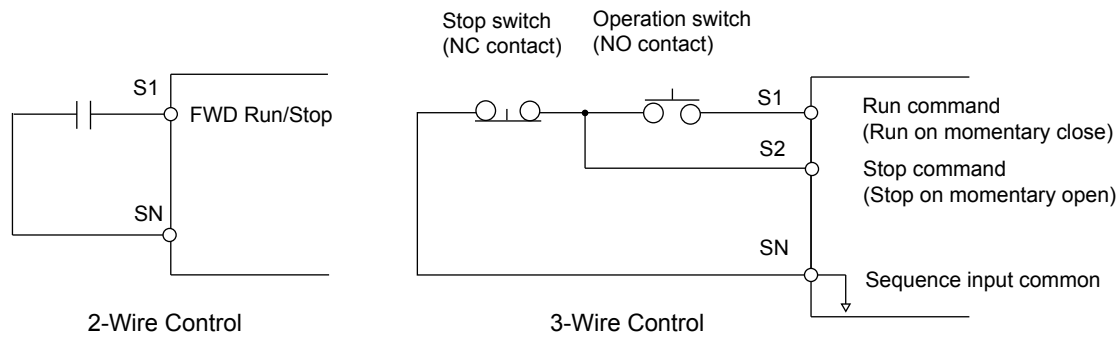 Stop switch
(NC contact)
Operation switch
(NO contact)
S1
FWD Run/Stop
SN
2-Wire Control
S1
Run command
(Run on momentary close)
S2
Stop command
(Stop on momentary open)
SN
Sequence input common
3-Wire Control